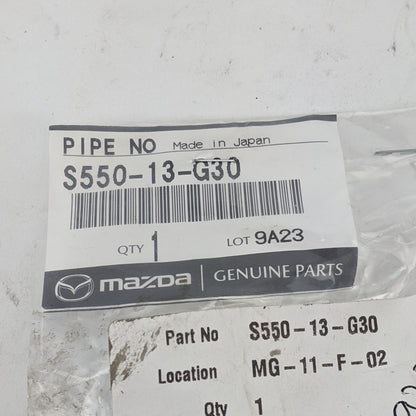 PIPE NO Made in Japan
S550-13-G30
QTY 1 LOT 9A23
mazda GENUINE PARTS
Part No S550-13-G30
Location MG-11-F-02
Qty 1